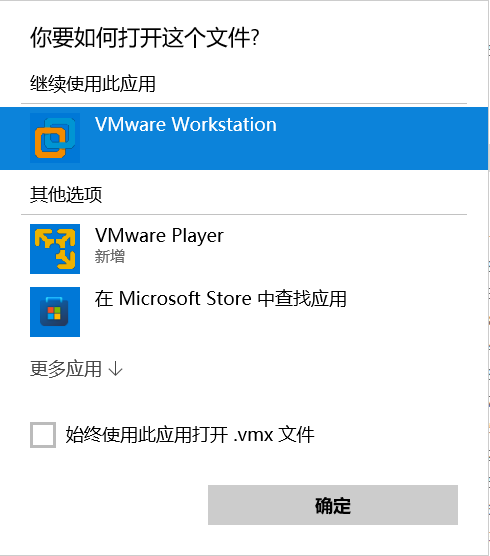 你要如何打开这个文件?
继续使用此应用
VMware Workstation
其他选项
VMware Player
新增
在 Microsoft Store 中查找应用
更多应用 ↓
始终使用此应用打开 .vmx 文件
确定